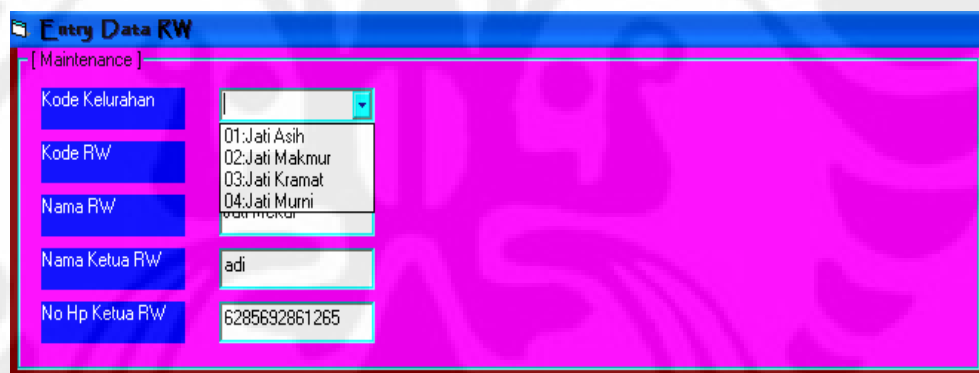 Entry Data RW
[ Maintenance ]
Kode Kelurahan
01:Jati Asih
02:Jati Makmur
03:Jati Kramat
04:Jati Murni
Kode RW
Nama RW
Nama Ketua RW
adi
No Hp Ketua RW
6285692861265